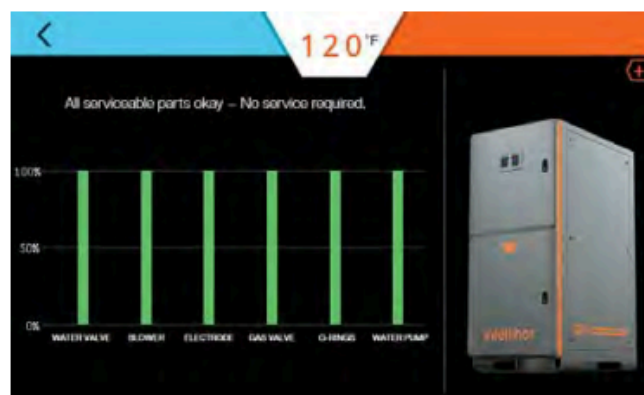 120°F
All serviceable parts okay – No service required.
100%
50%
0%
WATER VALVE BLOWER ELECTRODE GAS VALVE O-RINGS WATER PUMP
Intellihot